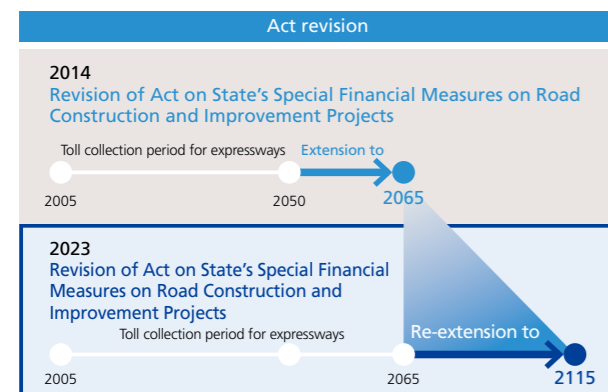 Act revision
2014
Revision of Act on State’s Special Financial Measures on Road
Construction and Improvement Projects
Toll collection period for expressways Extension to
2005 2050 2065
2023
Revision of Act on State’s Special Financial
Measures on Road Construction and
Improvement Projects
Toll collection period for expressways Re-extension to
2005 2065 2115